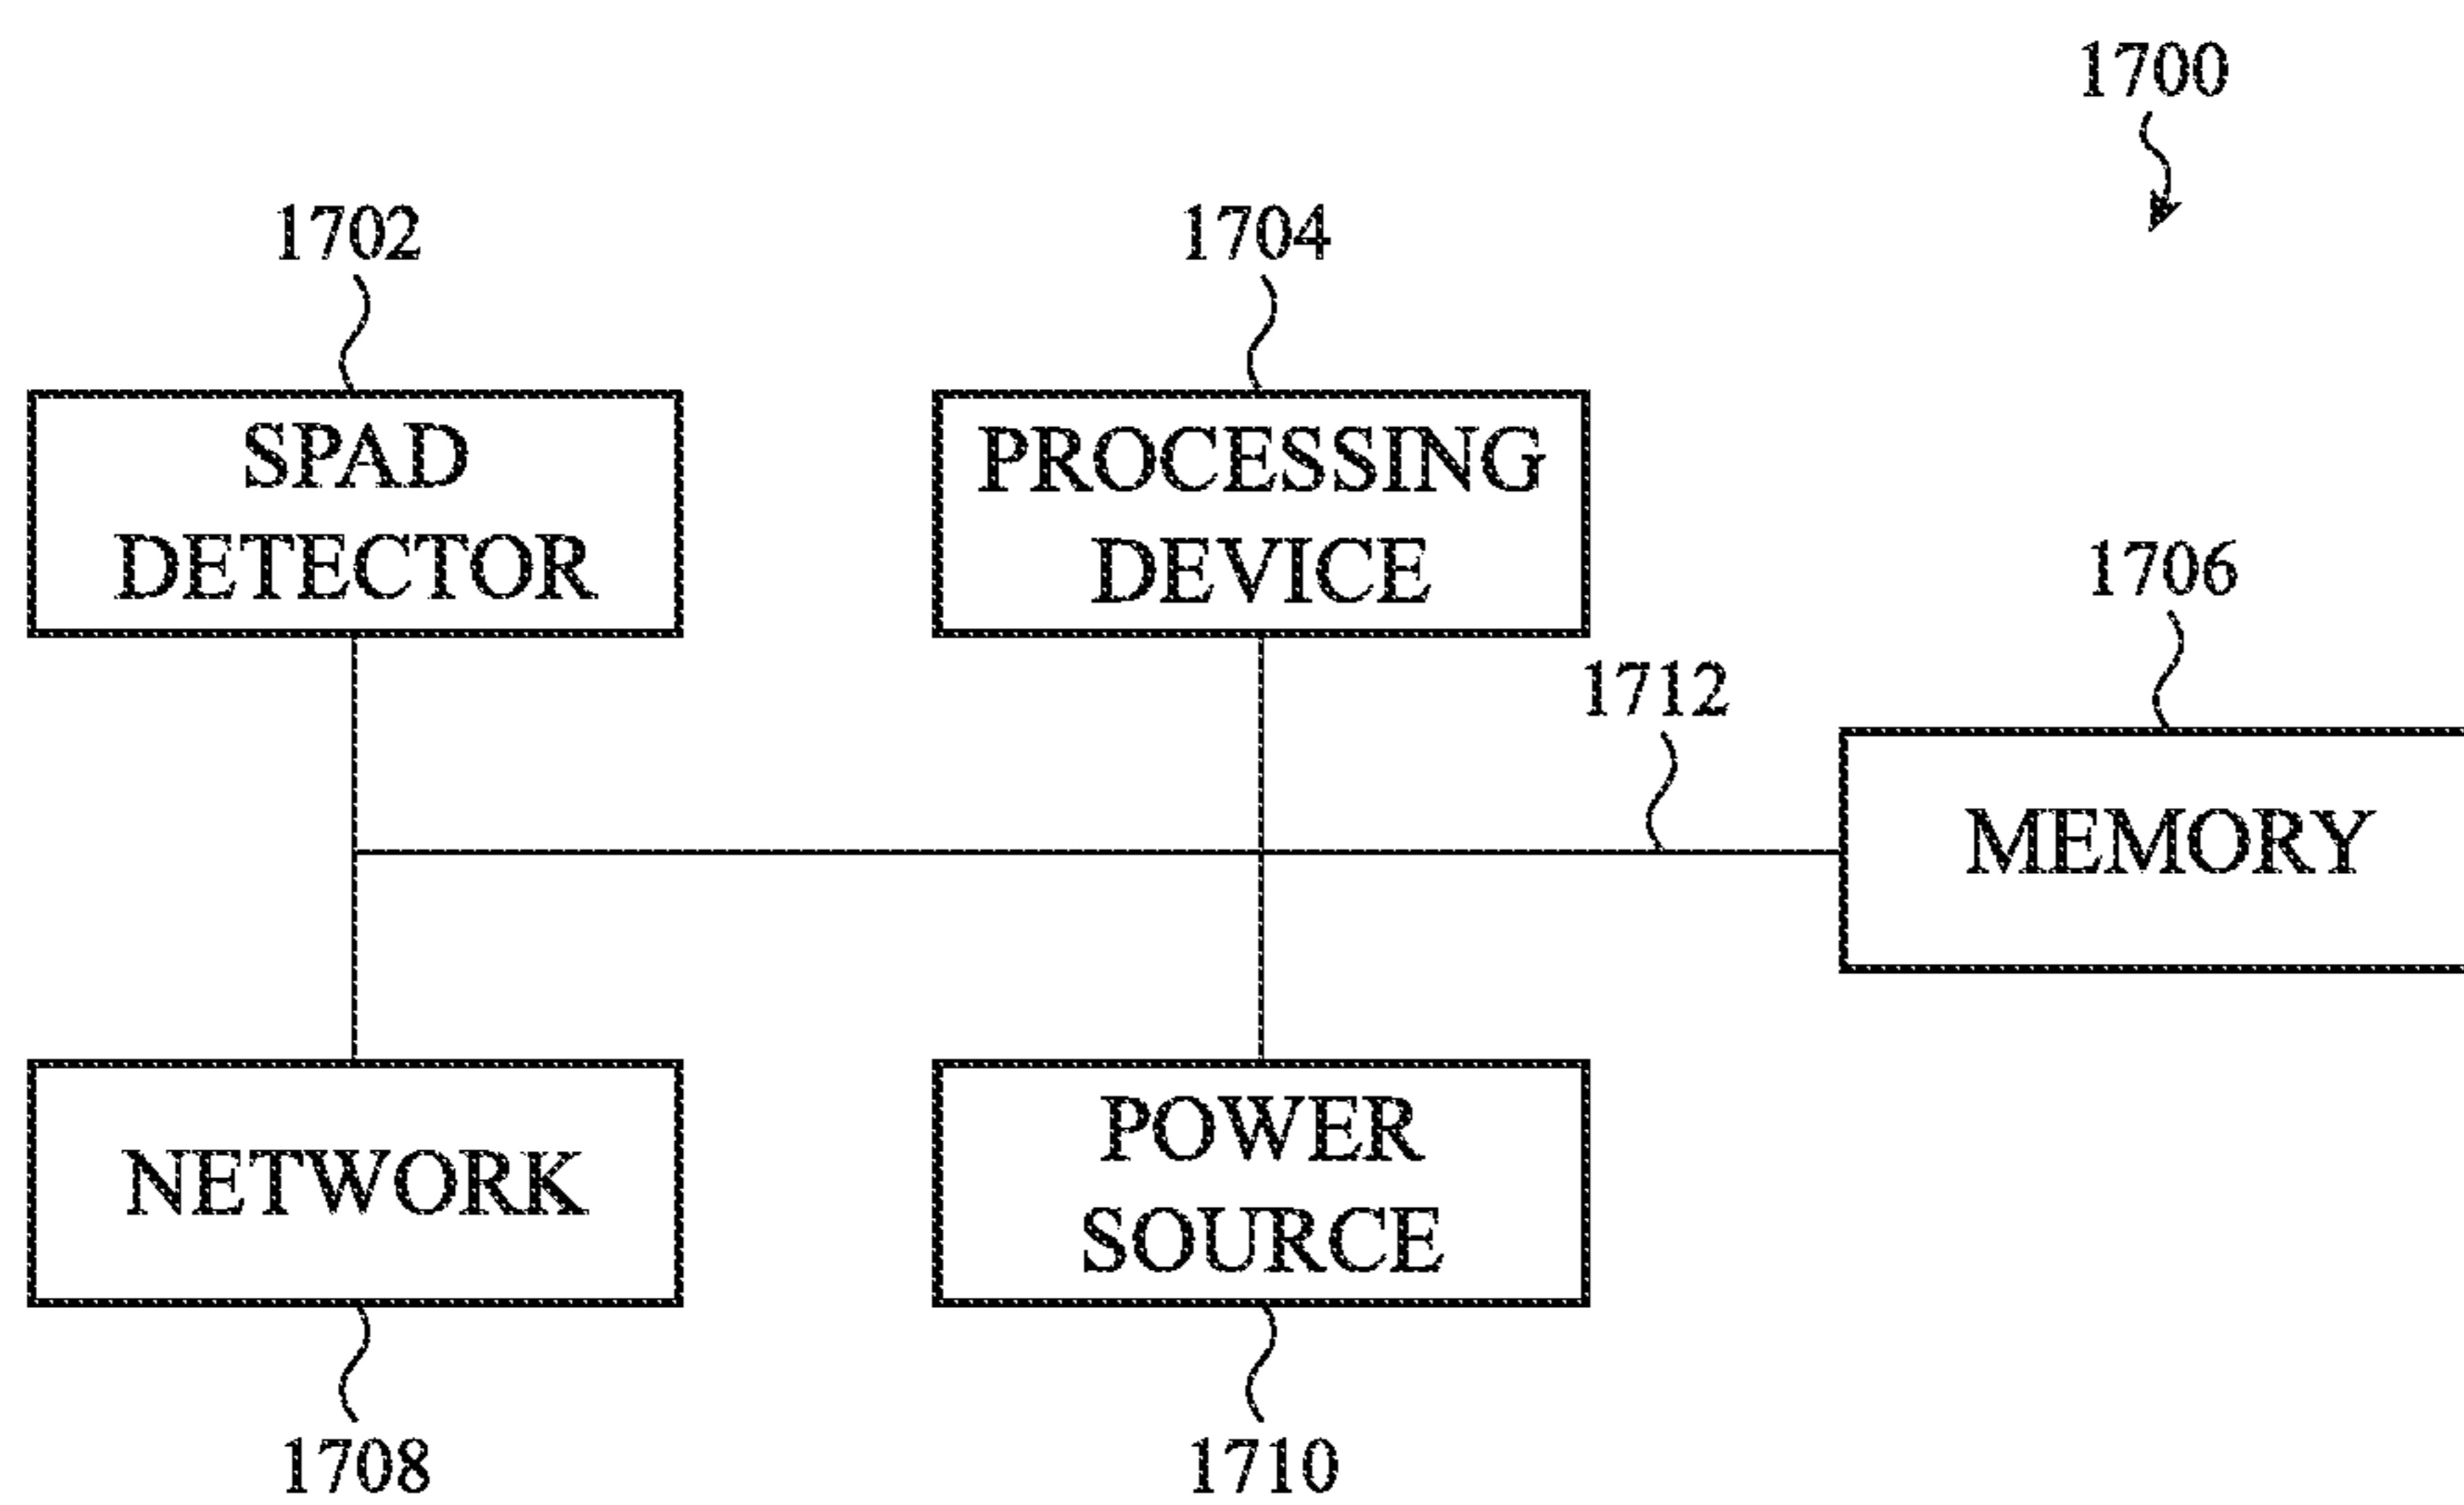 1700
1702
1704
SPAD
DETECTOR
PROCESSING
DEVICE
1706
1712
MEMORY
NETWORK
POWER
SOURCE
1708
1710